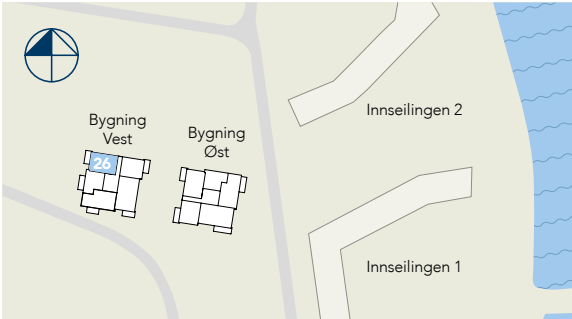 Innseilingen 2
Bygning
Vest
Bygning
Øst
26
Innseilingen 1